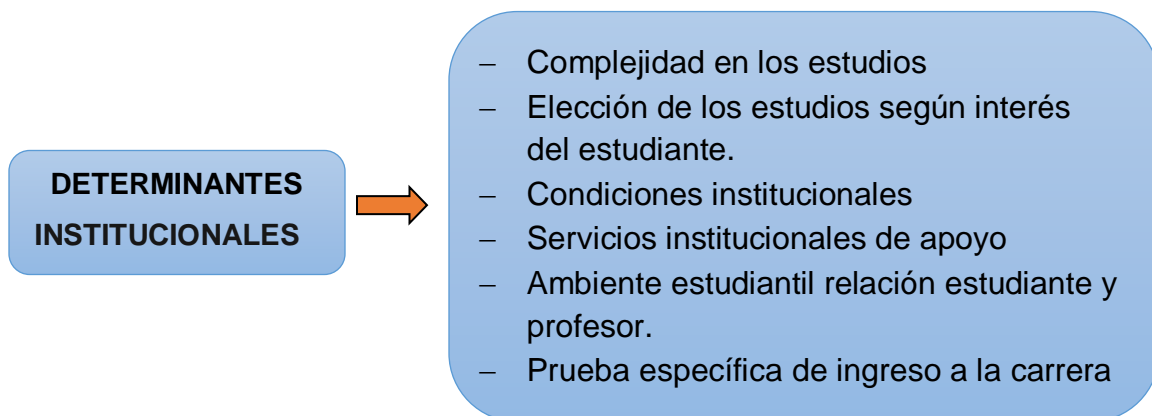 DETERMINANTES
INSTITUCIONALES
– Complejidad en los estudios
– Elección de los estudios según interés
del estudiante.
– Condiciones institucionales
– Servicios institucionales de apoyo
– Ambiente estudiantil relación estudiante y
profesor.
– Prueba específica de ingreso a la carrera